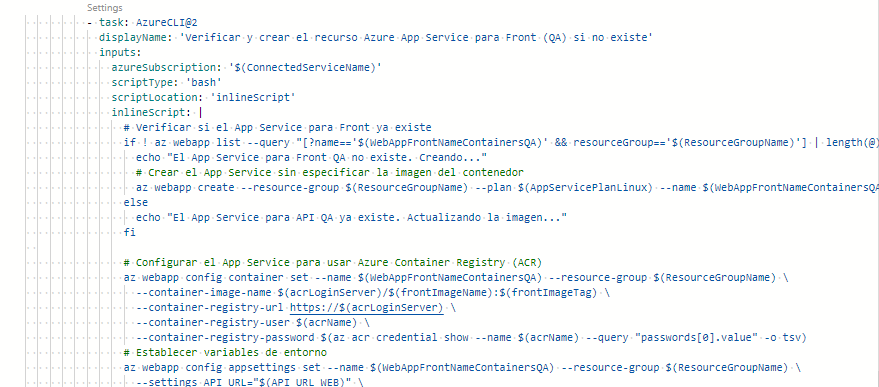 Settings
- task: AzureCLI@2
displayName: 'Verificar y crear el recurso Azure App Service para Front (QA) si no existe'
inputs:
azureSubscription: '$(ConnectedServiceName)'
scriptType: 'bash'
scriptLocation: 'inlineScript'
inlineScript: |
# Verificar si el App Service para Front ya existe
if ! az webapp list --query "[?name=='$(WebAppFrontNameContainersQA)' && resourceGroup=='$(ResourceGroupName)'] | length(@)
echo "El App Service para Front QA no existe. Creando..."
# Crear el App Service sin especificar la imagen del contenedor
az webapp create --resource-group $(ResourceGroupName) --plan $(AppServicePlanLinux) --name $(WebAppFrontNameContainersQA
else
echo "El App Service para API QA ya existe. Actualizando la imagen..."
fi
# Configurar el App Service para usar Azure Container Registry (ACR)
az webapp config container set --name $(WebAppFrontNameContainersQA) --resource-group $(ResourceGroupName) \
--container-image-name $(acrLoginServer)/$(frontImageName):$(frontImageTag) \
--container-registry-url https://$(acrLoginServer) \
--container-registry-user $(acrName) \
--container-registry-password $(az acr credential show --name $(acrName) --query "passwords[0].value" -o tsv)
# Establecer variables de entorno
az webapp config appsettings set --name $(WebAppFrontNameContainersQA) --resource-group $(ResourceGroupName) \
--settings API_URL="$(API_URL_WEB)" \